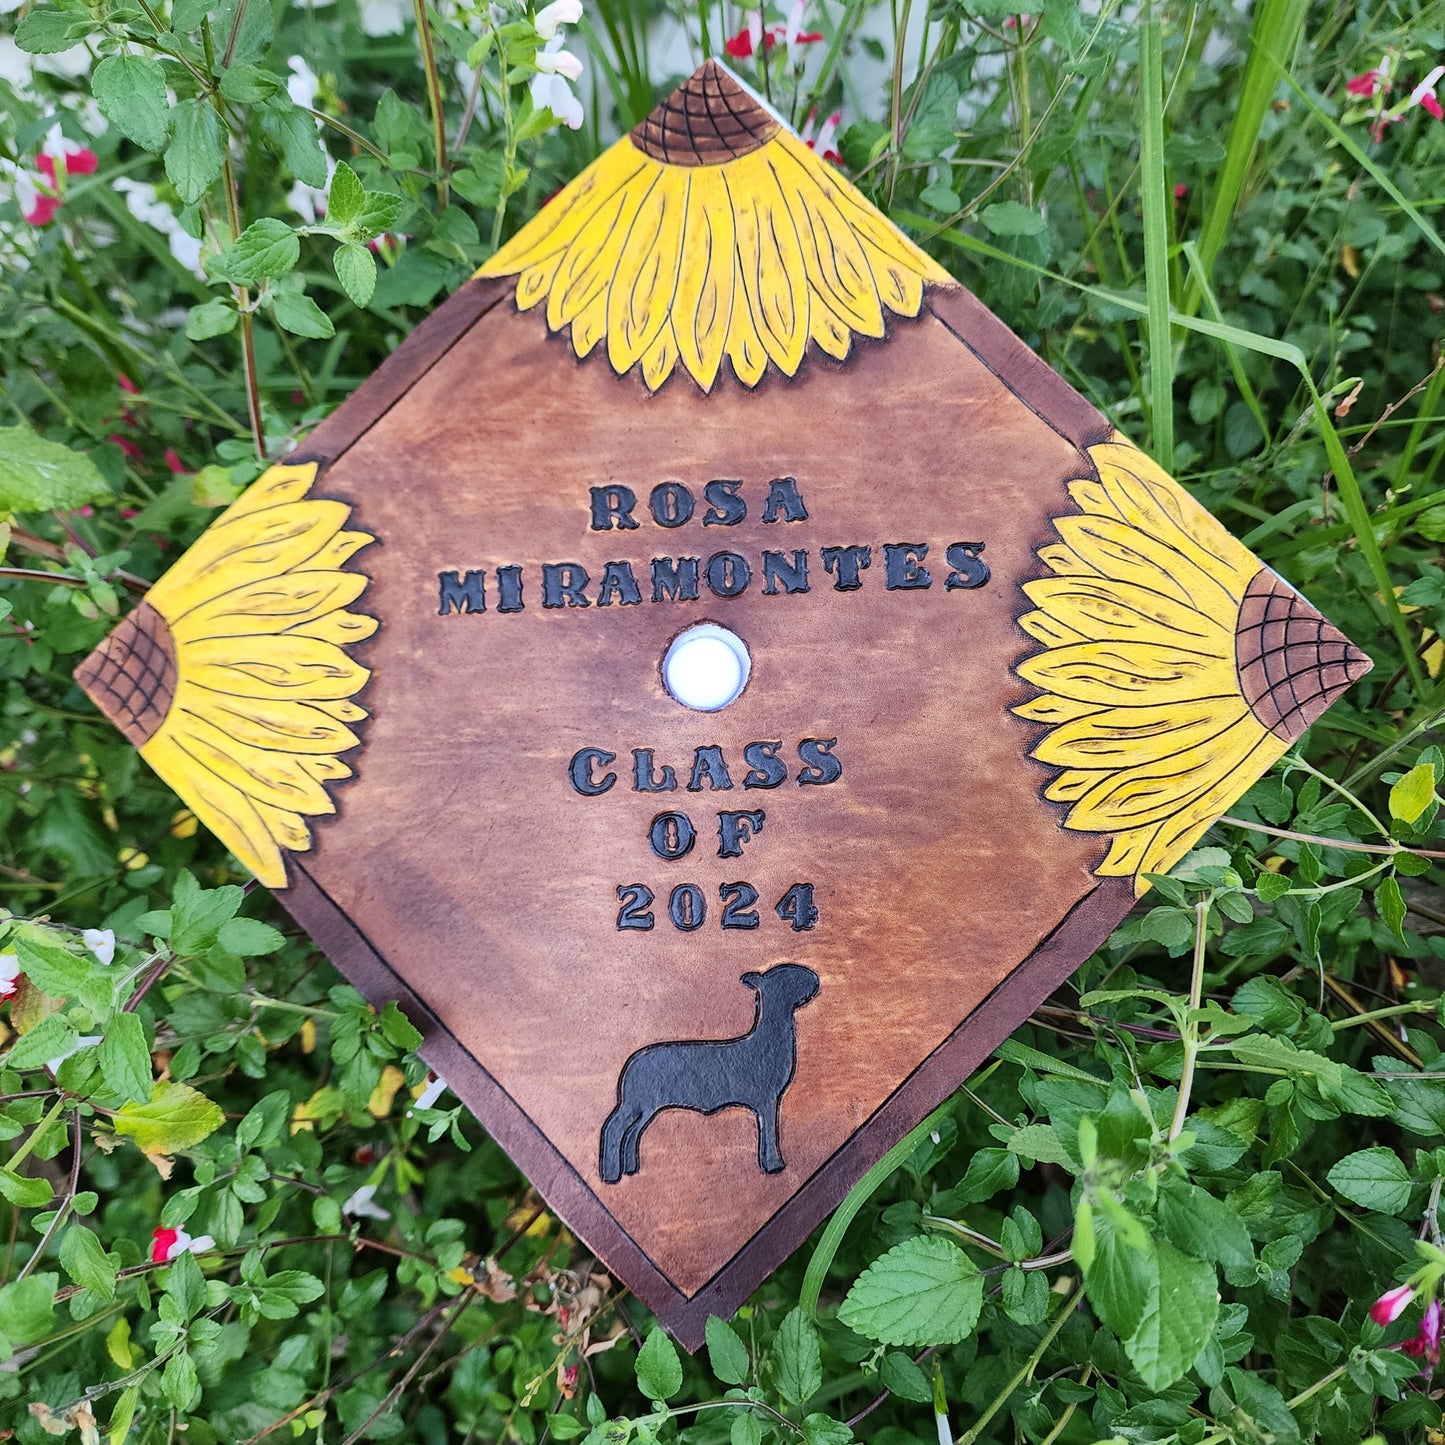 ROSA
MIRAMONTES
CLASS
OF
2024